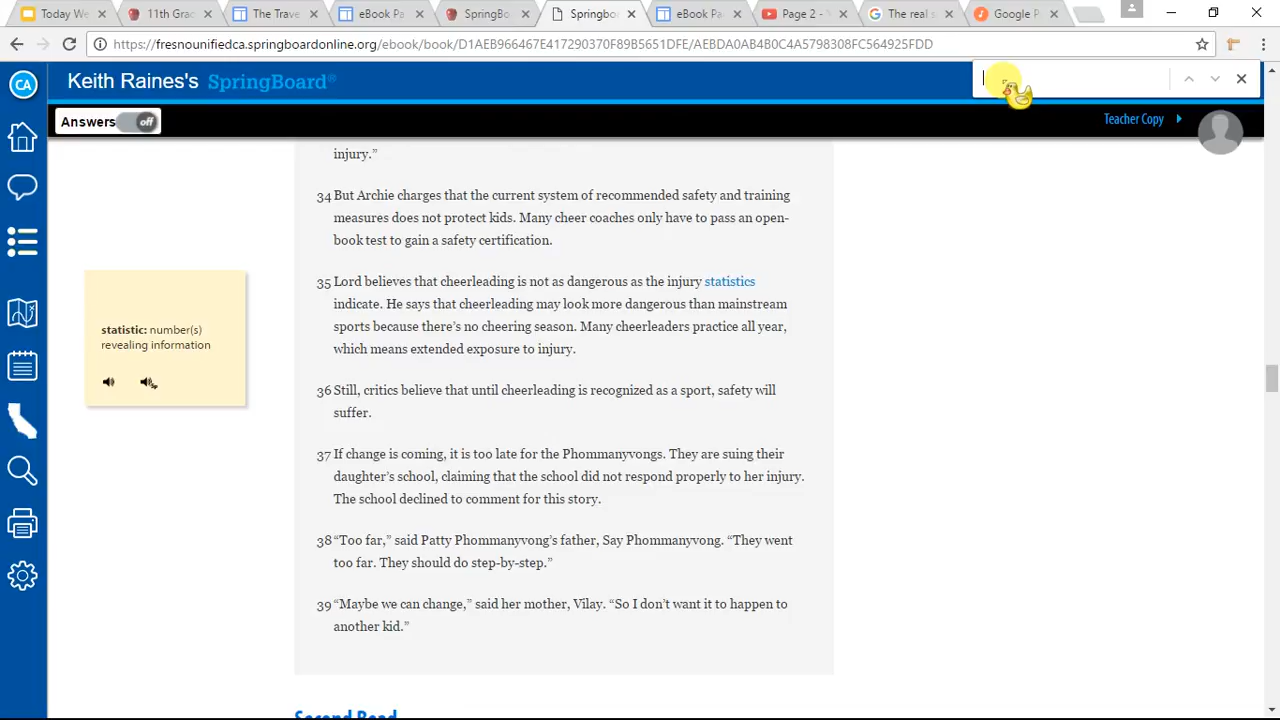 Today We
11th Grac
The Trave
eBook Pa
SpringBo
Springbo
eBook Pa
Page 2 -
The real s
Google P
https://fresnounifiedca.springboardonline.org/ebook/book/D1AEB966467E417290370F89B5651DFE/AEBDA0AB4B0C4A5798308FC564925FDD
CA
Keith Raines's SpringBoard®
Answers off
Teacher Copy
injury.”
34 But Archie charges that the current system of recommended safety and training
measures does not protect kids. Many cheer coaches only have to pass an open-
book test to gain a safety certification.
35 Lord believes that cheerleading is not as dangerous as the injury statistics
indicate. He says that cheerleading may look more dangerous than mainstream
sports because there’s no cheering season. Many cheerleaders practice all year,
which means extended exposure to injury.
statistic: number(s)
revealing information
36 Still, critics believe that until cheerleading is recognized as a sport, safety will
suffer.
37 If change is coming, it is too late for the Phommanyvongs. They are suing their
daughter’s school, claiming that the school did not respond properly to her injury.
The school declined to comment for this story.
38 “Too far,” said Patty Phommanyvong’s father, Say Phommanyvong. “They went
too far. They should do step-by-step.”
39 “Maybe we can change,” said her mother, Vilay. “So I don’t want it to happen to
another kid.”
Second Read